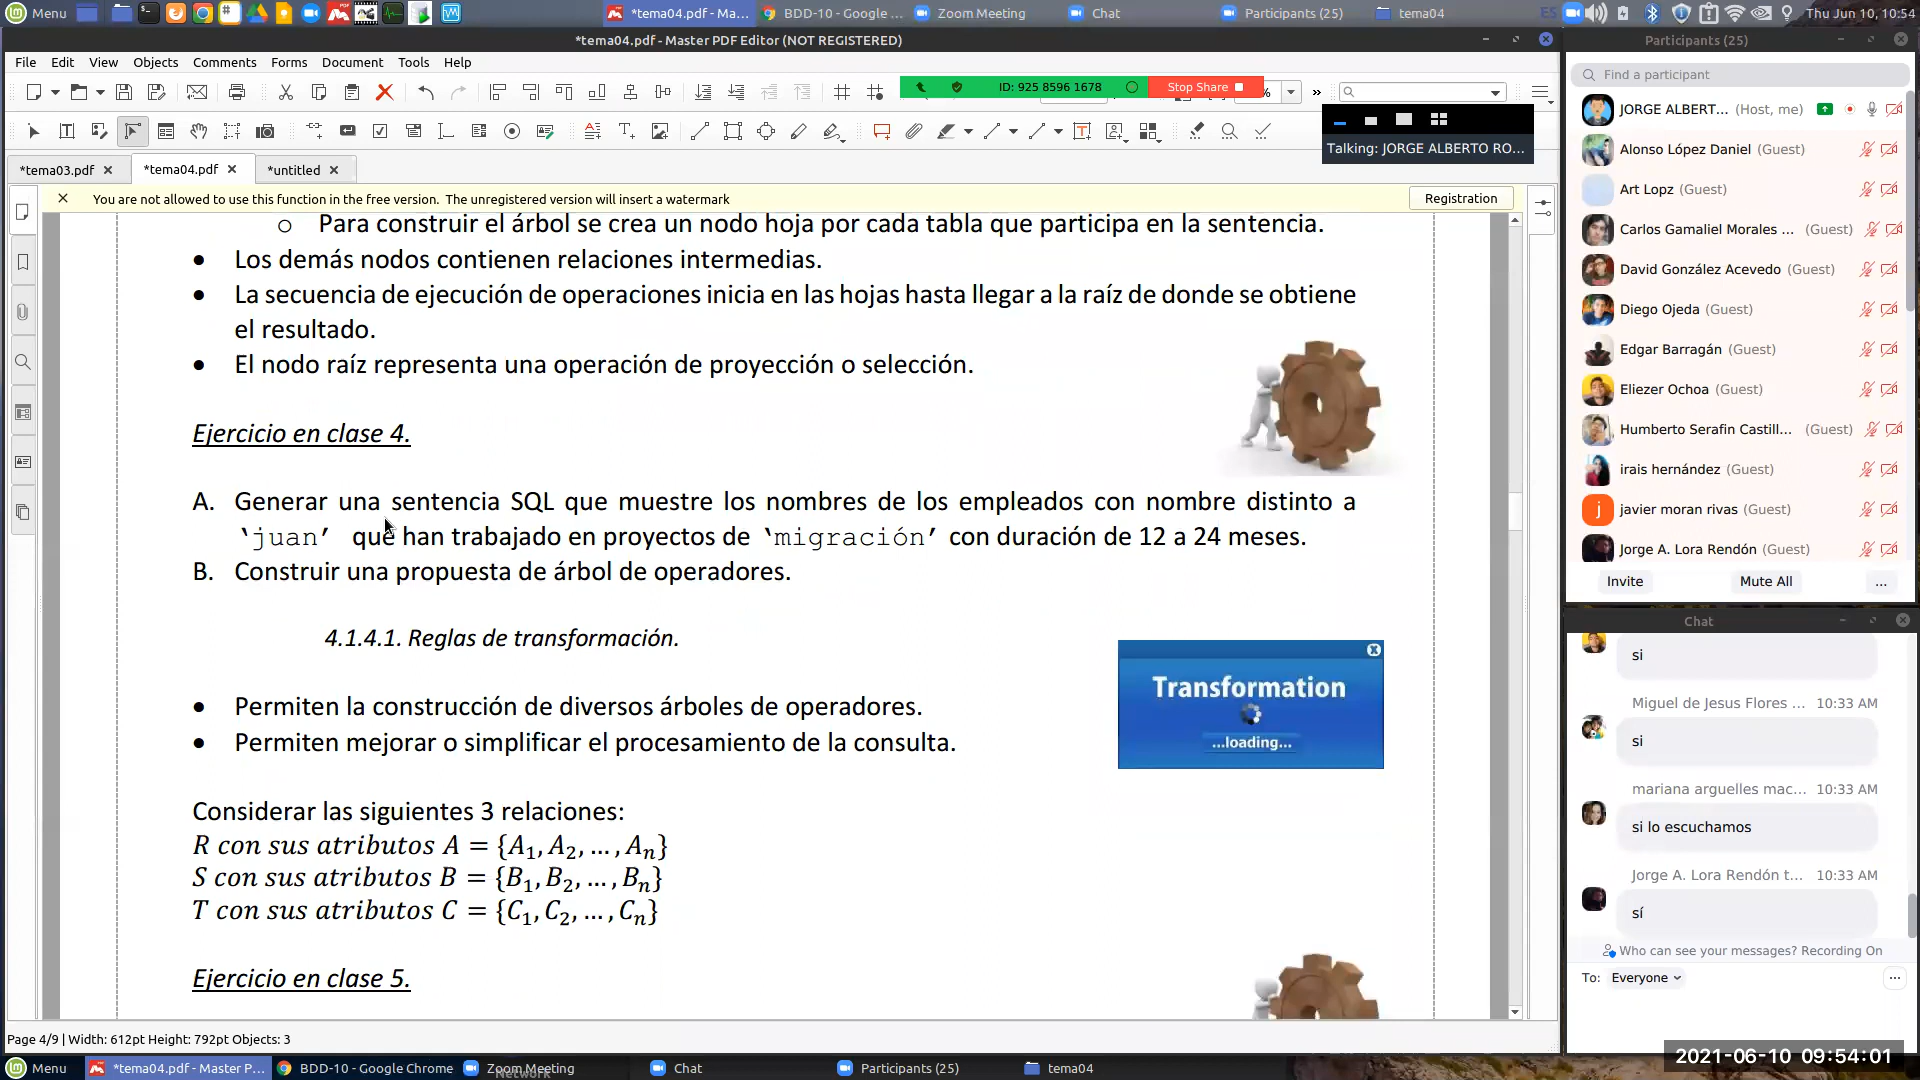 Menu
*tema04.pdf - Ma...
BDD-10 - Google ...
Zoom Meeting
Chat
Participants (25)
tema04
ES
Thu Jun 10, 10:54
*tema04.pdf - Master PDF Editor (NOT REGISTERED)
File Edit View Objects Comments Forms Document Tools Help
ID: 925 8596 1678
Stop Share
%
»
Talking: JORGE ALBERTO RO...
*tema03.pdf
*tema04.pdf
*untitled
You are not allowed to use this function in the free version. The unregistered version will insert a watermark
Registration
o Para construir el árbol se crea un nodo hoja por cada tabla que participa en la sentencia.
• Los demás nodos contienen relaciones intermedias.
• La secuencia de ejecución de operaciones inicia en las hojas hasta llegar a la raíz de donde se obtiene
el resultado.
• El nodo raíz representa una operación de proyección o selección.
Ejercicio en clase 4.
A. Generar una sentencia SQL que muestre los nombres de los empleados con nombre distinto a
‘juan’ que han trabajado en proyectos de ‘migración’ con duración de 12 a 24 meses.
B. Construir una propuesta de árbol de operadores.
4.1.4.1. Reglas de transformación.
• Permiten la construcción de diversos árboles de operadores.
• Permiten mejorar o simplificar el procesamiento de la consulta.
Transformation
...loading...
Considerar las siguientes 3 relaciones:
R con sus atributos A = {A1, A2, ..., An}
S con sus atributos B = {B1, B2, ..., Bn}
T con sus atributos C = {C1, C2, ..., Cn}
Ejercicio en clase 5.
Page 4/9 | Width: 612pt Height: 792pt Objects: 3
Participants (25)
Find a participant
JORGE ALBERT... (Host, me)
Alonso López Daniel (Guest)
Art Lopz (Guest)
Carlos Gamaliel Morales ... (Guest)
David González Acevedo (Guest)
Diego Ojeda (Guest)
Edgar Barragán (Guest)
Eliezer Ochoa (Guest)
Humberto Serafin Castill... (Guest)
irais hernández (Guest)
j javier moran rivas (Guest)
Jorge A. Lora Rendón (Guest)
Invite
Mute All
...
Chat
si
Miguel de Jesus Flores ... 10:33 AM
si
mariana arguelles mac... 10:33 AM
si lo escuchamos
Jorge A. Lora Rendón t... 10:33 AM
sí
Who can see your messages? Recording On
To: Everyone
...
2021-06-10 09:54:01
Menu
*tema04.pdf - Master P...
BDD-10 - Google Chrome
Zoom Meeting
Network
Chat
Participants (25)
tema04